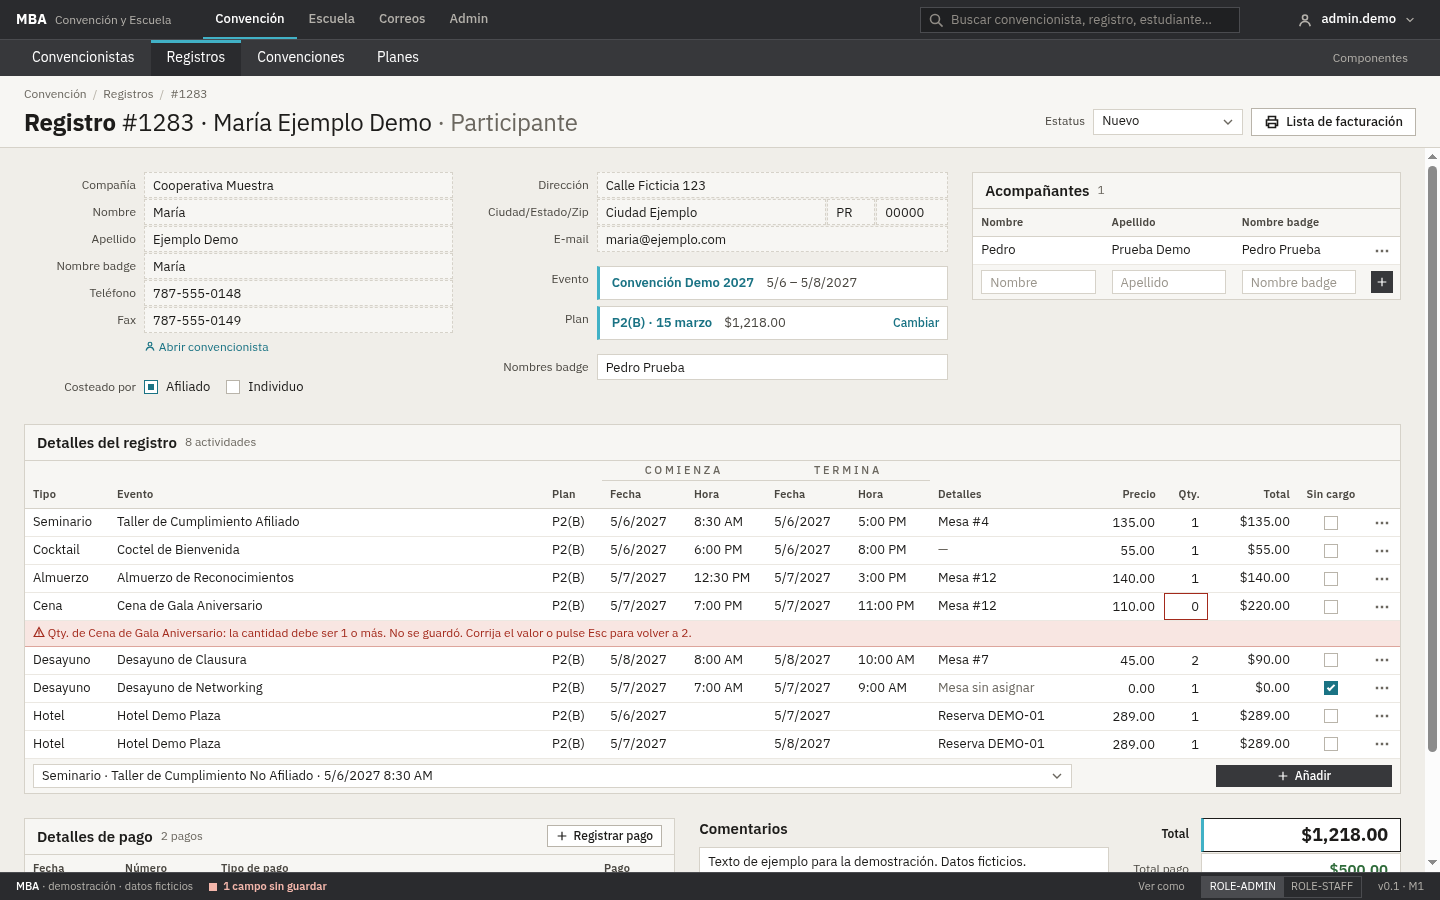 MBA Convención y Escuela Convención Escuela Correos Admin Buscar convencionista, registro, estudiante... admin.demo
Convencionistas Registros Convenciones Planes Componentes
Convención / Registros / #1283
Registro #1283 · María Ejemplo Demo · Participante
Estatus Nuevo Lista de facturación
Compañía Cooperativa Muestra
Nombre María
Apellido Ejemplo Demo
Nombre badge María
Teléfono 787-555-0148
Fax 787-555-0149
Abrir convencionista
Costeado por Afiliado Individuo
Dirección Calle Ficticia 123
Ciudad/Estado/Zip Ciudad Ejemplo PR 00000
E-mail maria@ejemplo.com
Evento Convención Demo 2027 5/6 – 5/8/2027
Plan P2(B) · 15 marzo $1,218.00 Cambiar
Nombres badge Pedro Prueba
Acompañantes 1
Nombre Apellido Nombre badge
Pedro Prueba Demo Pedro Prueba
Nombre Apellido Nombre badge
Detalles del registro 8 actividades
COMIENZA TERMINA
Tipo Evento Plan Fecha Hora Fecha Hora Detalles Precio Qty. Total Sin cargo
Seminario Taller de Cumplimiento Afiliado P2(B) 5/6/2027 8:30 AM 5/6/2027 5:00 PM Mesa #4 135.00 1 $135.00
Cocktail Coctel de Bienvenida P2(B) 5/6/2027 6:00 PM 5/6/2027 8:00 PM — 55.00 1 $55.00
Almuerzo Almuerzo de Reconocimientos P2(B) 5/7/2027 12:30 PM 5/7/2027 3:00 PM Mesa #12 140.00 1 $140.00
Cena Cena de Gala Aniversario P2(B) 5/7/2027 7:00 PM 5/7/2027 11:00 PM Mesa #12 110.00 0 $220.00
Qty. de Cena de Gala Aniversario: la cantidad debe ser 1 o más. No se guardó. Corrija el valor o pulse Esc para volver a 2.
Desayuno Desayuno de Clausura P2(B) 5/8/2027 8:00 AM 5/8/2027 10:00 AM Mesa #7 45.00 2 $90.00
Desayuno Desayuno de Networking P2(B) 5/7/2027 7:00 AM 5/7/2027 9:00 AM Mesa sin asignar 0.00 1 $0.00
Hotel Hotel Demo Plaza P2(B) 5/6/2027 5/7/2027 Reserva DEMO-01 289.00 1 $289.00
Hotel Hotel Demo Plaza P2(B) 5/7/2027 5/8/2027 Reserva DEMO-01 289.00 1 $289.00
Seminario · Taller de Cumplimiento No Afiliado · 5/6/2027 8:30 AM + Añadir
Detalles de pago 2 pagos + Registrar pago
Fecha Número Tipo de pago Pago
Comentarios
Texto de ejemplo para la demostración. Datos ficticios.
Total $1,218.00
Total pago $500.00
MBA · demostración · datos ficticios 1 campo sin guardar Ver como ROLE-ADMIN ROLE-STAFF v0.1 · M1